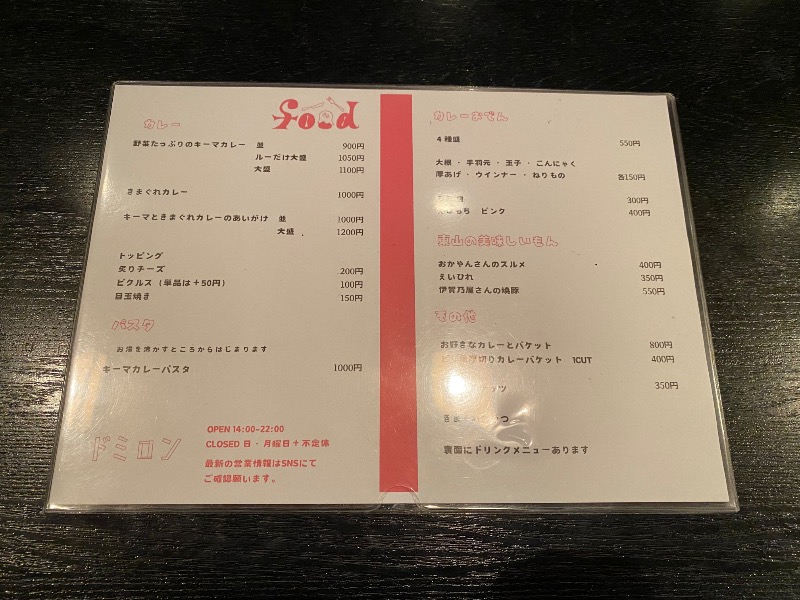 food
カレー
野菜たっぷりのキーマカレー 並 900円
ルーだけ大盛 1050円
大盛 1100円
きまぐれカレー 1000円
キーマときまぐれカレーのあいがけ 並 1000円
大盛 1200円
トッピング
炙りチーズ 200円
ピクルス (単品は+50円) 100円
目玉焼き 150円
パスタ
お湯を沸かすところからはじまります
キーマカレーパスタ 1000円
ドミロン
OPEN 14:00-22:00
CLOSED 日・月曜日+不定休
最新の営業情報はSNSにて
ご確認願います。
カレーおでん
4種盛 550円
大根・手羽元・玉子・こんにゃく
厚あげ・ウインナー・ねりもの 各150円
300円
ピンク 400円
東山の美味しいもん
おかやんさんのスルメ 400円
えいひれ 350円
伊賀乃屋さんの焼豚 550円
その他
お好きなカレーとバケット 800円
厚切りカレーバケット 1CUT 400円
ナッツ 350円
裏面にドリンクメニューあります